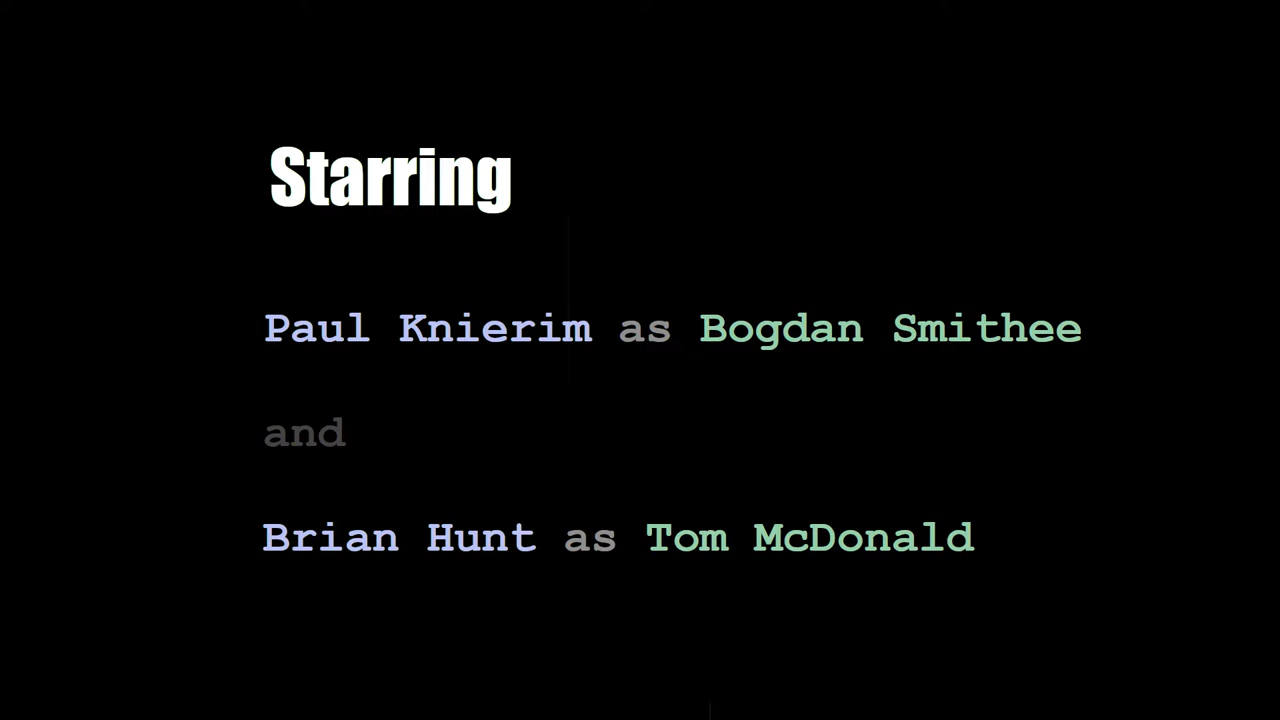 Starring
Paul Knierim as Bogdan Smithee
and
Brian Hunt as Tom McDonald